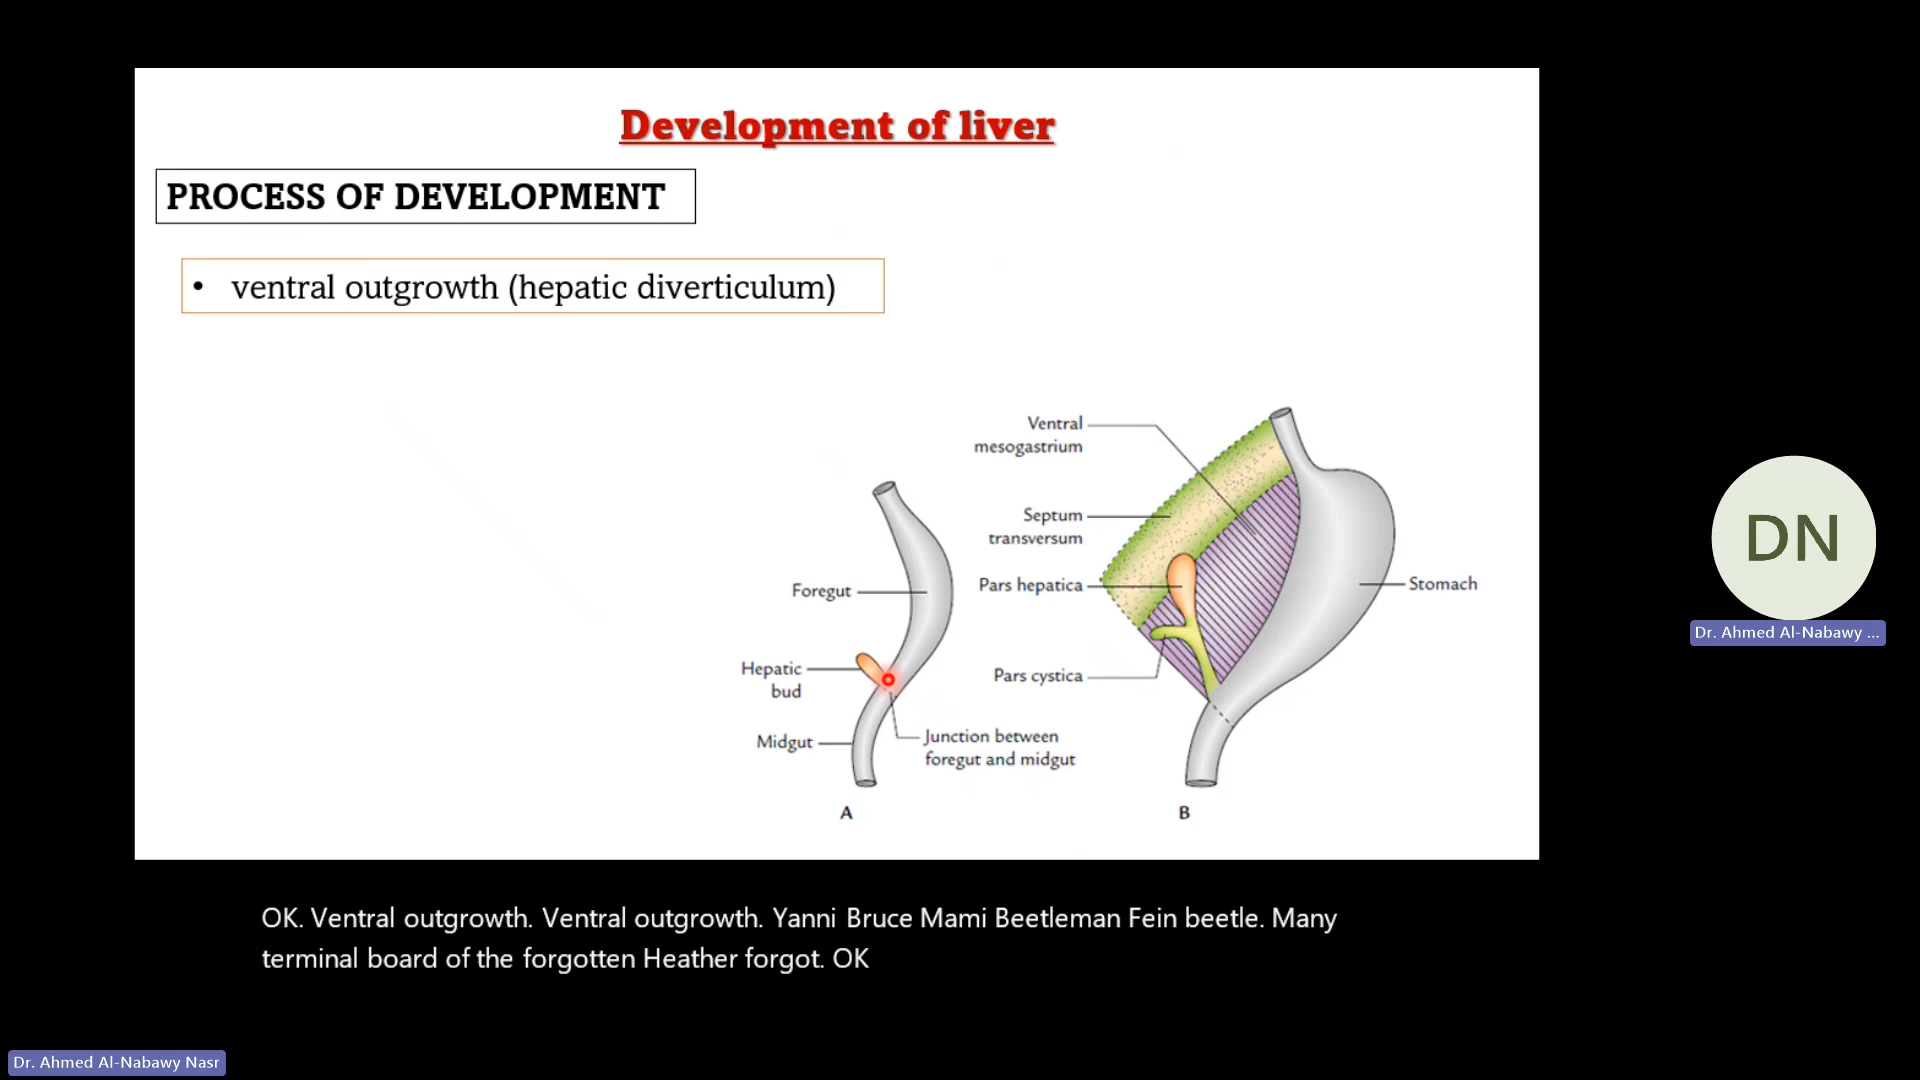 Development of liver
PROCESS OF DEVELOPMENT
• ventral outgrowth (hepatic diverticulum)
Foregut
Hepatic
bud
Midgut
Junction between
foregut and midgut
A
Ventral
mesogastrium
Septum
transversum
Pars hepatica
Pars cystica
Stomach
B
DN
Dr. Ahmed Al-Nabawy ...
OK. Ventral outgrowth. Ventral outgrowth. Yanni Bruce Mami Beetleman Fein beetle. Many
terminal board of the forgotten Heather forgot. OK
Dr. Ahmed Al-Nabawy Nasr